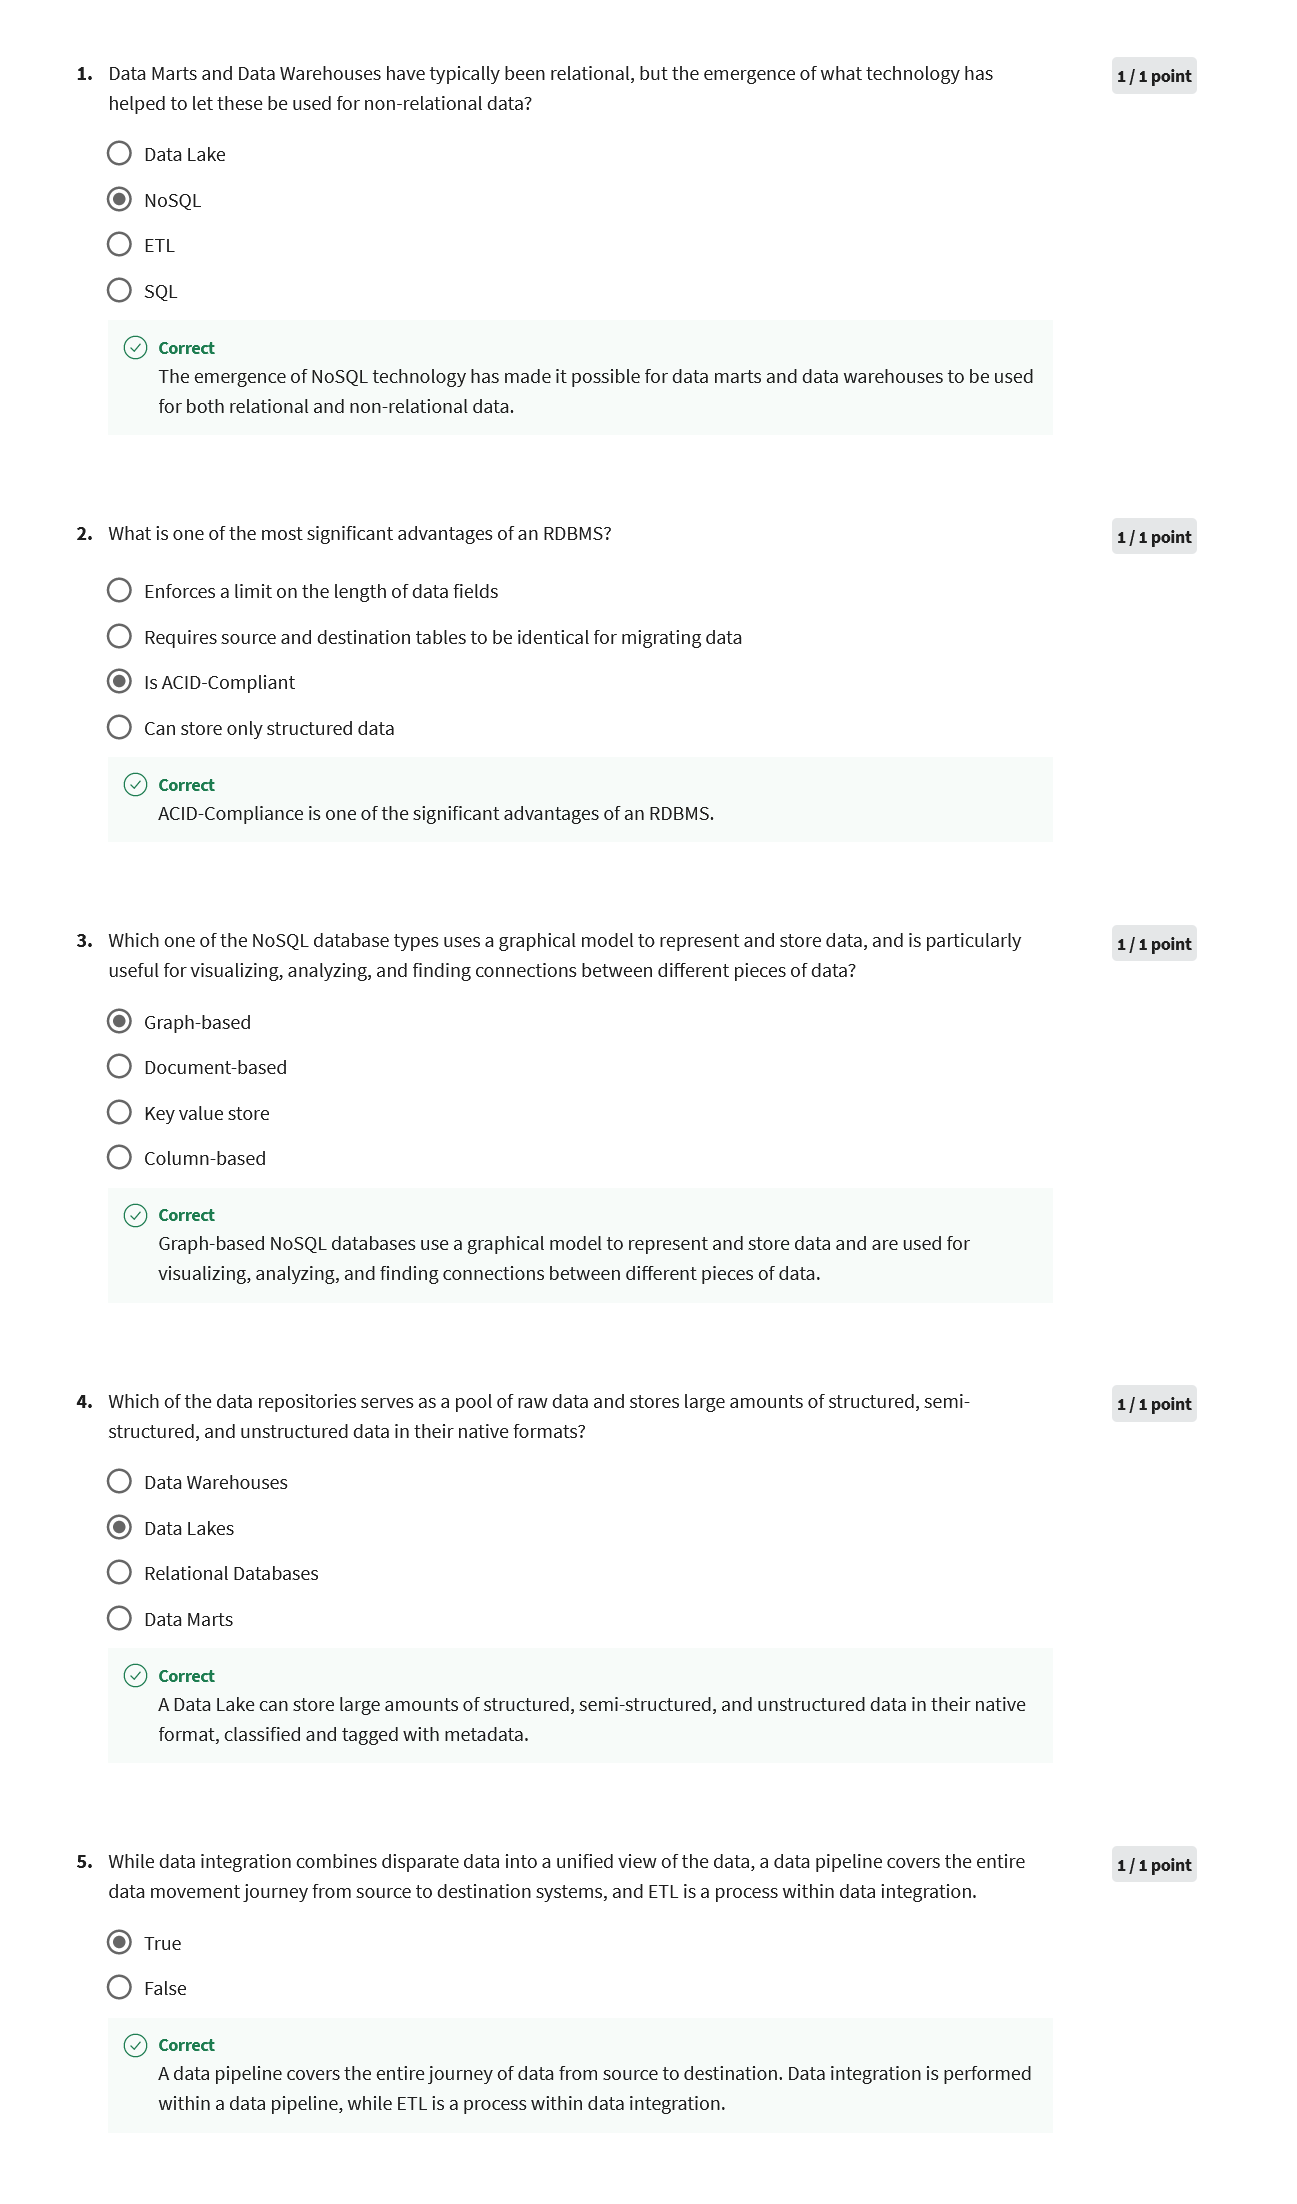 1. Data Marts and Data Warehouses have typically been relational, but the emergence of what technology has
1 / 1 point
helped to let these be used for non-relational data?
Data Lake
NoSQL
ETL
SQL
Correct
The emergence of NoSQL technology has made it possible for data marts and data warehouses to be used
for both relational and non-relational data.
2. What is one of the most significant advantages of an RDBMS?
1 / 1 point
Enforces a limit on the length of data fields
Requires source and destination tables to be identical for migrating data
Is ACID-Compliant
Can store only structured data
Correct
ACID-Compliance is one of the significant advantages of an RDBMS.
3. Which one of the NoSQL database types uses a graphical model to represent and store data, and is particularly
1 / 1 point
useful for visualizing, analyzing, and finding connections between different pieces of data?
Graph-based
Document-based
Key value store
Column-based
Correct
Graph-based NoSQL databases use a graphical model to represent and store data and are used for
visualizing, analyzing, and finding connections between different pieces of data.
4. Which of the data repositories serves as a pool of raw data and stores large amounts of structured, semi-
1 / 1 point
structured, and unstructured data in their native formats?
Data Warehouses
Data Lakes
Relational Databases
Data Marts
Correct
A Data Lake can store large amounts of structured, semi-structured, and unstructured data in their native
format, classified and tagged with metadata.
5. While data integration combines disparate data into a unified view of the data, a data pipeline covers the entire
1 / 1 point
data movement journey from source to destination systems, and ETL is a process within data integration.
True
False
Correct
A data pipeline covers the entire journey of data from source to destination. Data integration is performed
within a data pipeline, while ETL is a process within data integration.